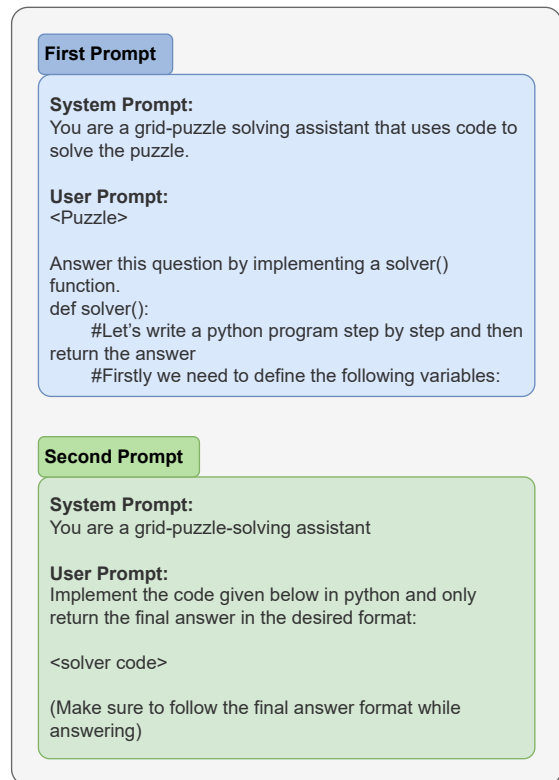 First Prompt
System Prompt:
You are a grid-puzzle solving assistant that uses code to
solve the puzzle.
User Prompt:
<Puzzle>
Answer this question by implementing a solver()
function.
def solver():
#Let's write a python program step by step and then
return the answer
#Firstly we need to define the following variables:
Second Prompt
System Prompt:
You are a grid-puzzle-solving assistant
User Prompt:
Implement the code given below in python and only
return the final answer in the desired format:
<solver code>
(Make sure to follow the final answer format while
answering)